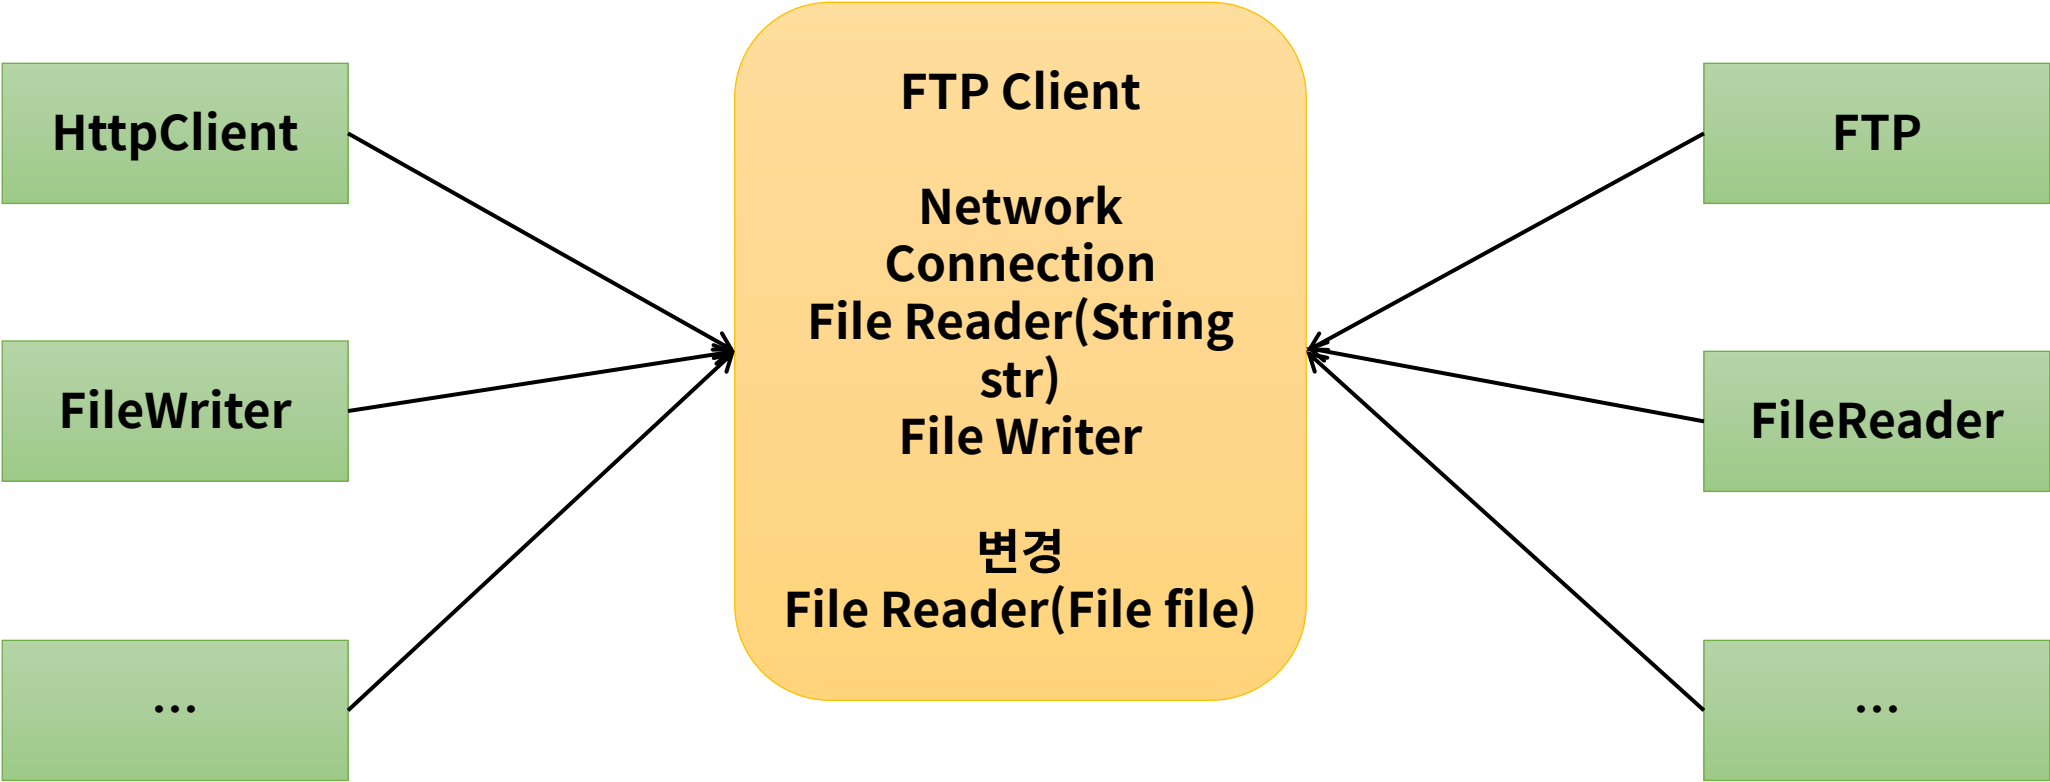 HttpClient
FileWriter
...
FTP Client
Network
Connection
File Reader(String
str)
File Writer
변경
File Reader(File file)
FTP
FileReader
...